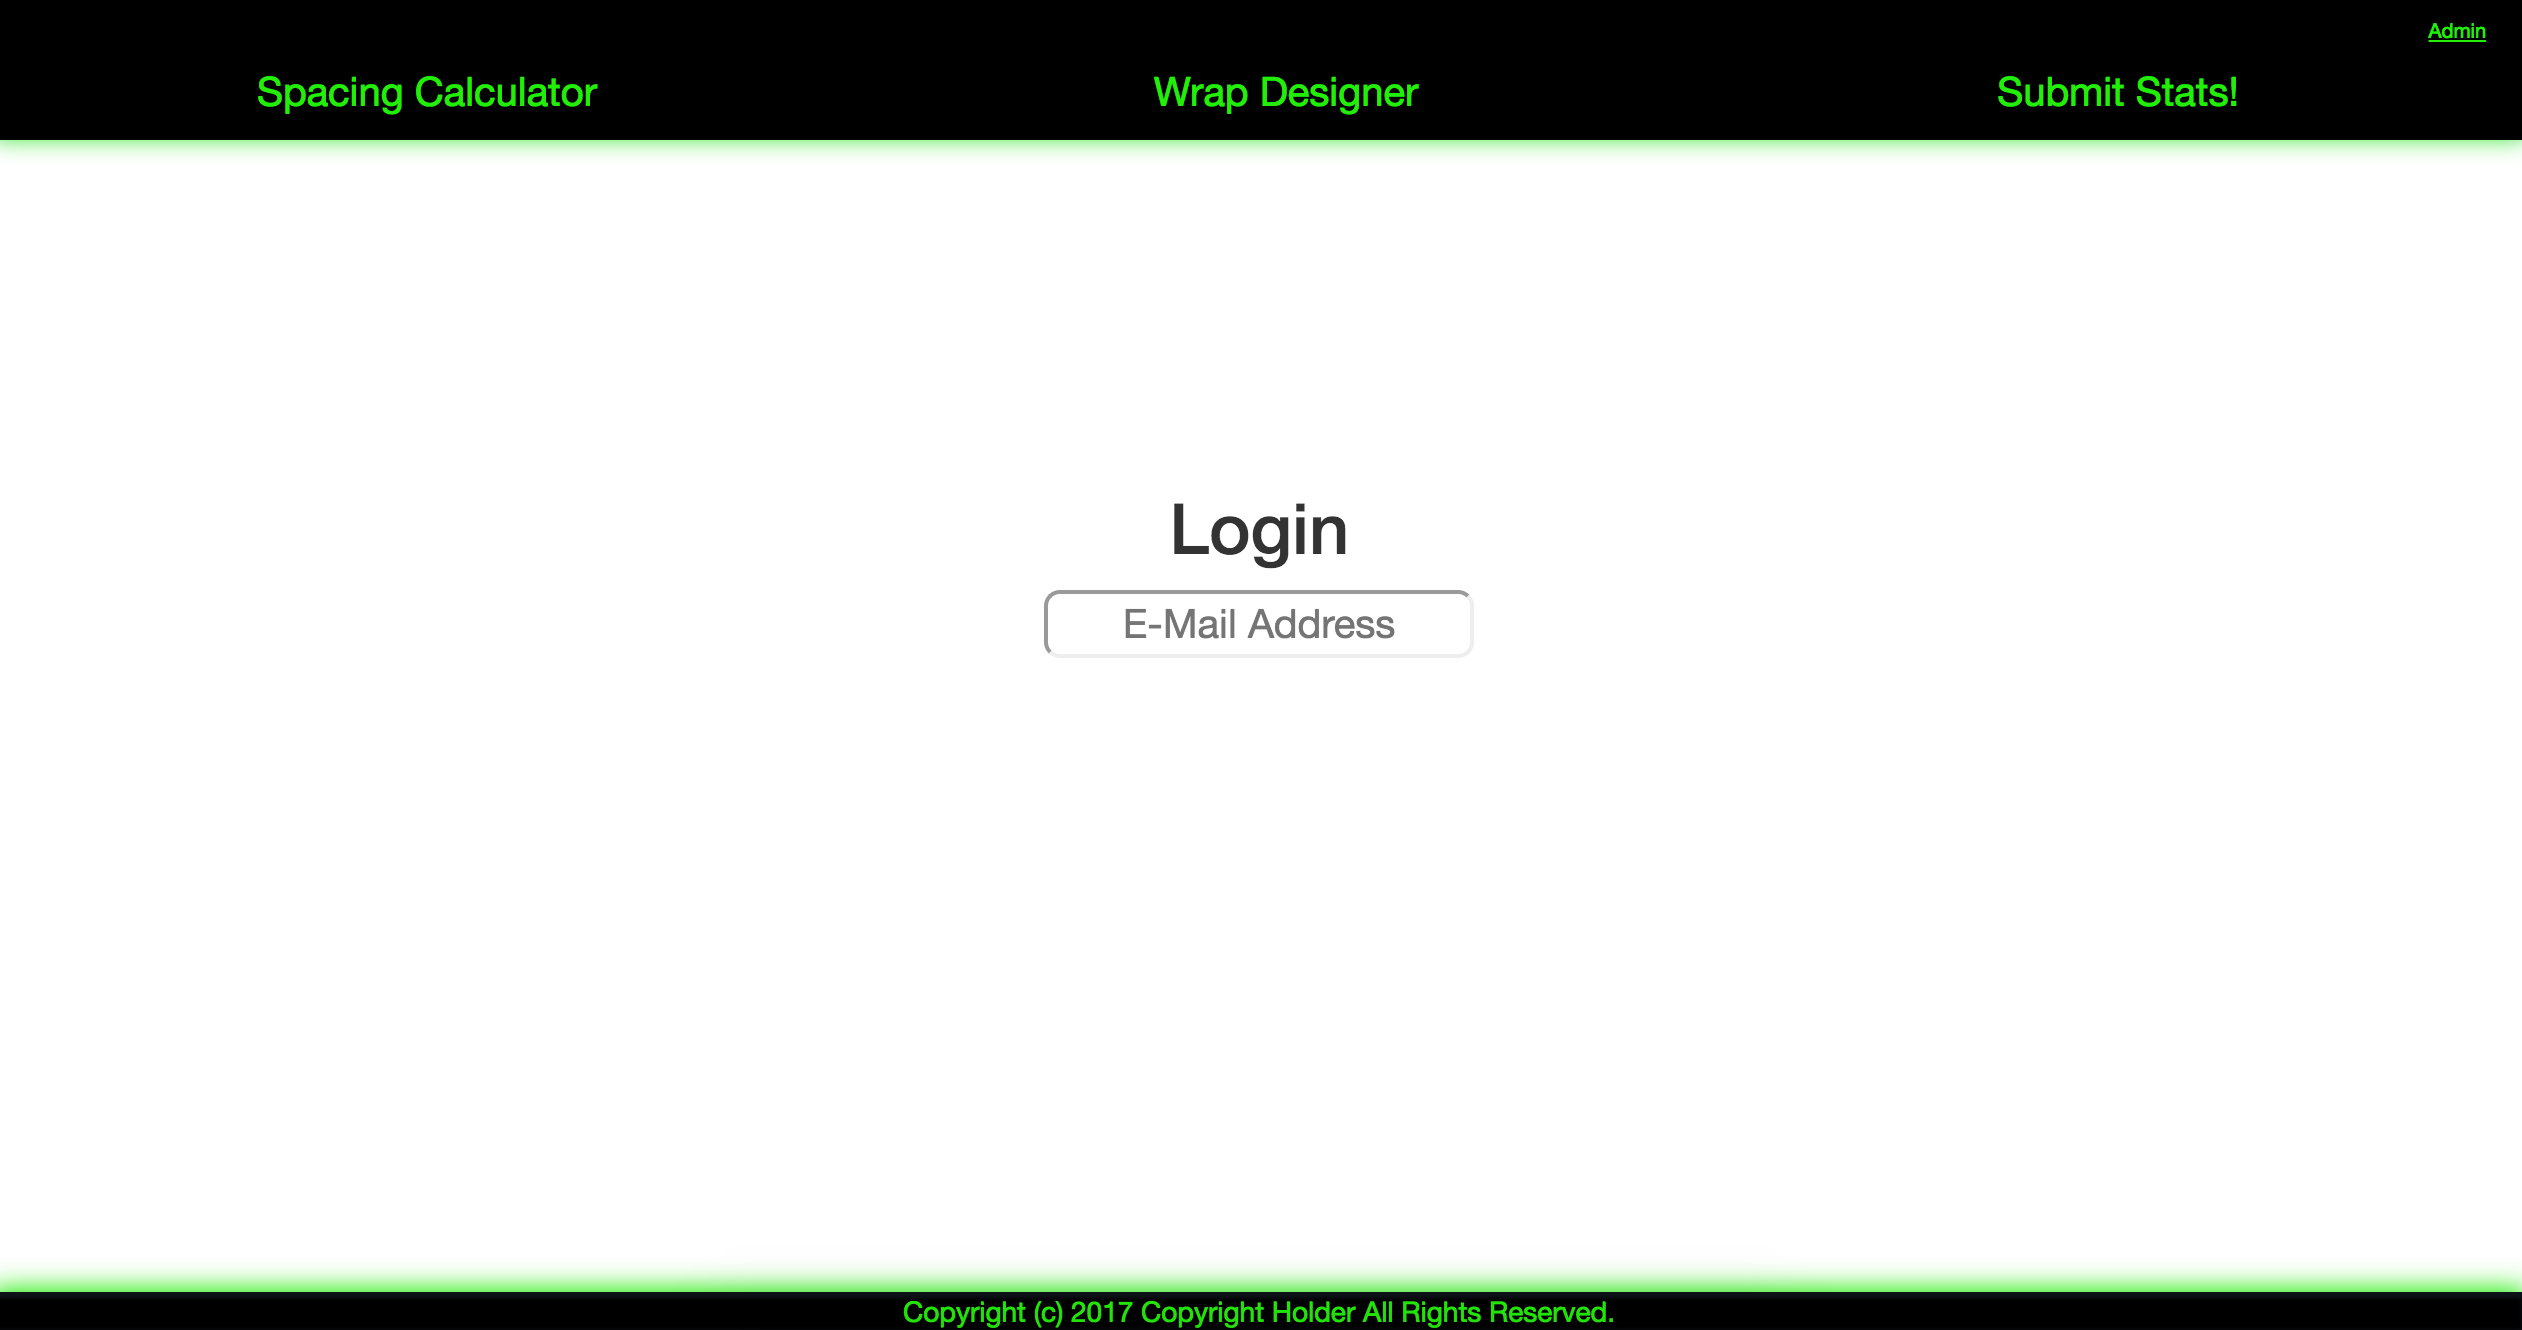 Admin
Spacing Calculator Wrap Designer Submit Stats!
Login
E-Mail Address
Copyright (c) 2017 Copyright Holder All Rights Reserved.